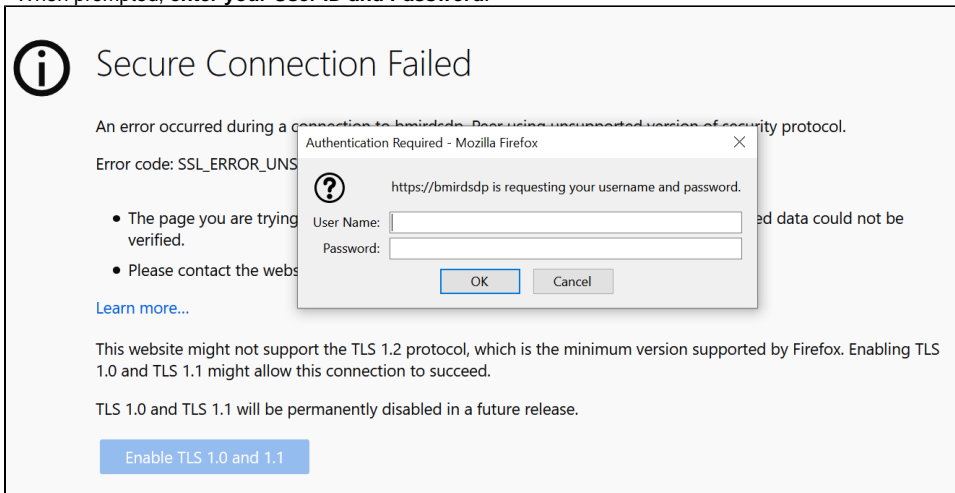 When prompted, enter your User ID and Password.
Secure Connection Failed
An error occurred during a connection to bmirdsdp. Peer using unsupported version of security protocol.
Authentication Required - Mozilla Firefox
Error code: SSL_ERROR_UNS
https://bmirdsdp is requesting your username and password.
The page you are trying
User Name:
ed data could not be
verified.
Password:
Please contact the webs
OK
Cancel
Learn more...
This website might not support the TLS 1.2 protocol, which is the minimum version supported by Firefox. Enabling TLS
1.0 and TLS 1.1 might allow this connection to succeed.
TLS 1.0 and TLS 1.1 will be permanently disabled in a future release.
Enable TLS 1.0 and 1.1